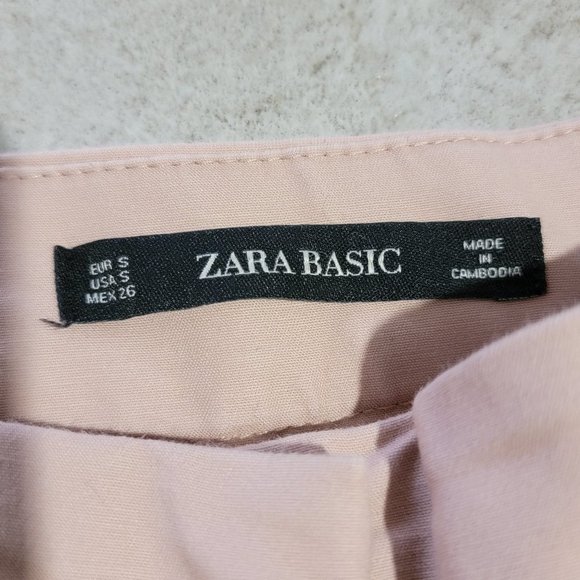 EUR S
USA S
MEX 26
ZARA BASIC
MADE
IN
CAMBODIA